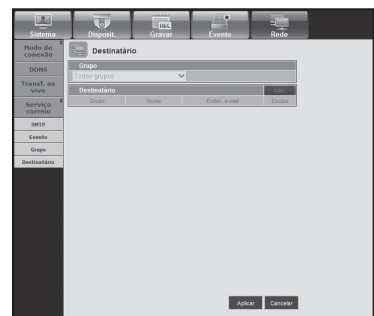 Sistema
Disposit.
REC
Gravar
Evento
Rede
Modo de
conexão
DDNS
Transf. ao
vivo
Serviço
correio
SMTP
Evento
Grupo
Destinatário
Destinatário
Grupo
Todos grupos
Destinatário
Grupo
Nome
Ender. e-mail
Excluir
Aplicar
Cancelar